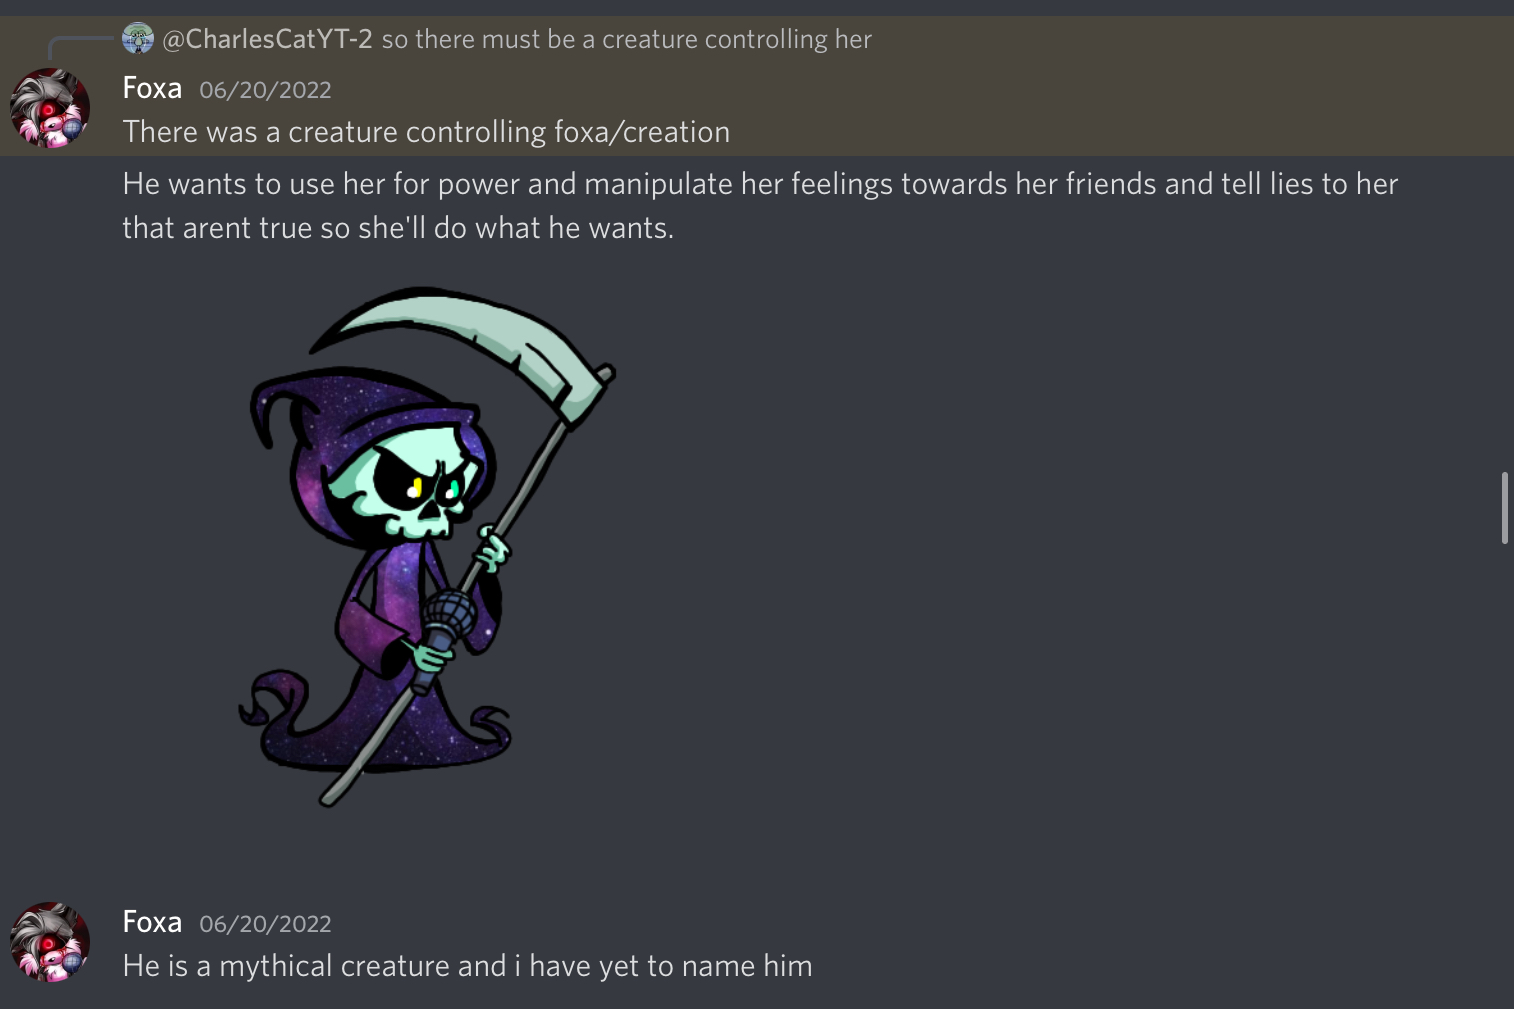 @CharlesCatYT-2 so there must be a creature controlling her
Foxa 06/20/2022
There was a creature controlling foxa/creation
He wants to use her for power and manipulate her feelings towards her friends and tell lies to her
that arent true so she'll do what he wants.
Foxa 06/20/2022
He is a mythical creature and i have yet to name him